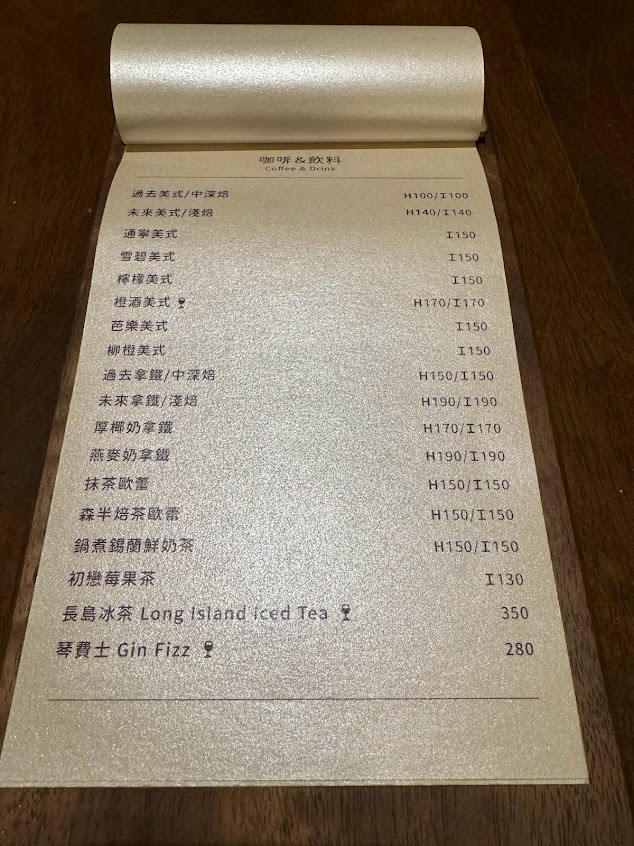 咖啡&飲料
Coffee & Drink
過去美式/中深焙 H100/I100
未來美式/淺焙 H140/I140
通寧美式 I150
雪碧美式 I150
檸檬美式 I150
橙酒美式 H170/I170
芭樂美式 I150
柳橙美式 I150
過去拿鐵/中深焙 H150/I150
未來拿鐵/淺焙 H190/I190
厚椰奶拿鐵 H170/I170
燕麥奶拿鐵 H190/I190
抹茶歐蕾 H150/I150
森半焙茶歐蕾 H150/I150
鍋煮錫蘭鮮奶茶 H150/I150
初戀莓果茶 I130
長島冰茶 Long Island Iced Tea 350
琴費士 Gin Fizz 280